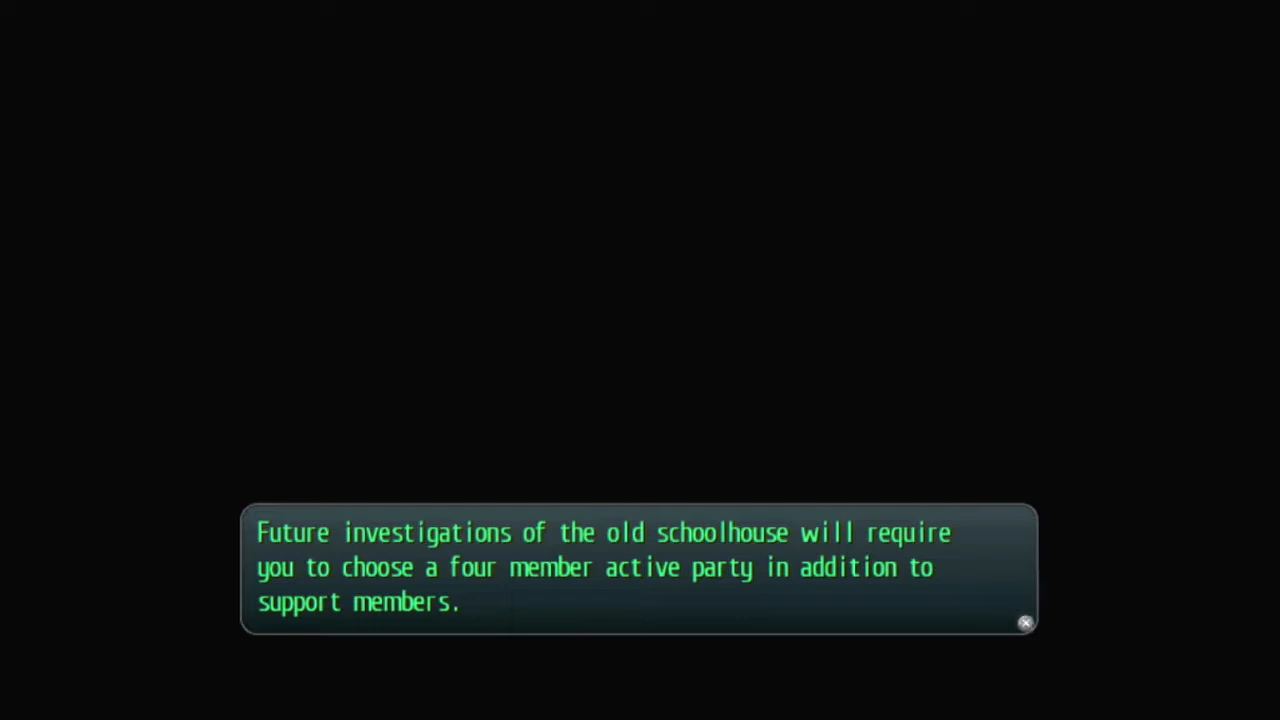 Future investigations of the old schoolhouse will require
you to choose a four member active party in addition to
support members.